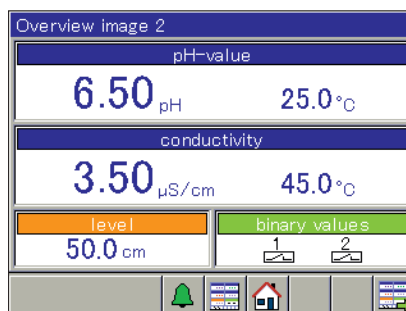 Overview image 2
pH-value
6.50 pH 25.0 °C
conductivity
3.50 µS/cm 45.0 °C
level binary values
50.0 cm 1 2